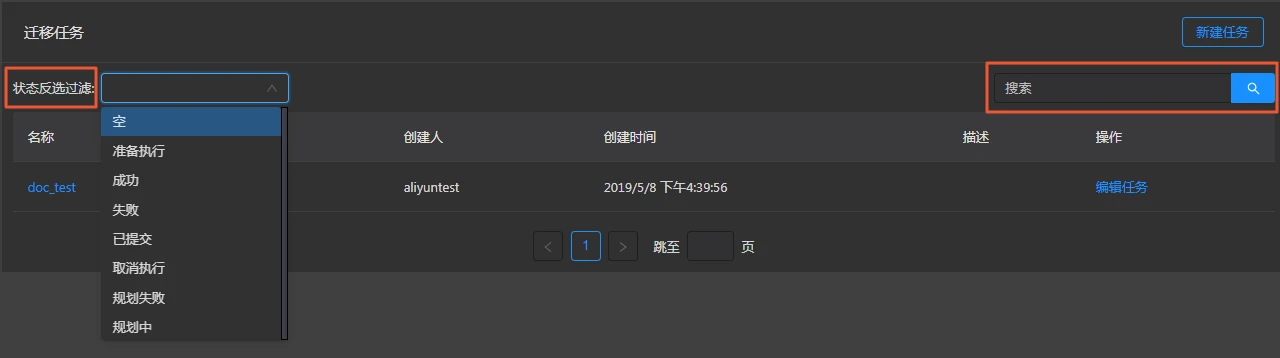 迁移任务 新建任务
状态反选过滤: 搜索
空
名称 创建人 创建时间 描述 操作
准备执行
成功
doc_test aliyuntest 2019/5/8 下午4:39:56 编辑任务
失败
已提交
1 跳至 页
取消执行
规划失败
规划中